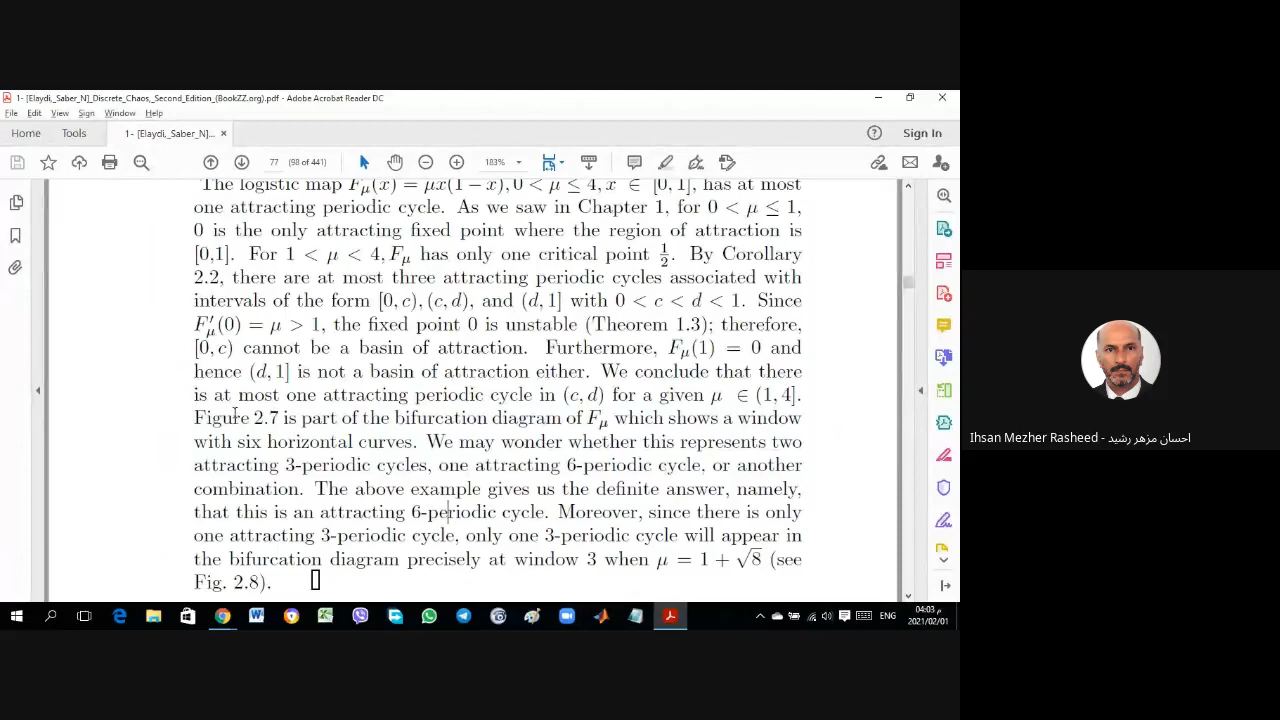 1- [Elaydi,_Saber_N]_Discrete_Chaos,_Second_Edition_(BookZZ.org).pdf - Adobe Acrobat Reader DC
File Edit View Sign Window Help
Home Tools 1- [Elaydi,_Saber_N]... × Sign In
77 (98 of 441) 183%
The logistic map F_μ(x) = μx(1 − x), 0 < μ ≤ 4, x ∈ [0, 1], has at most
one attracting periodic cycle. As we saw in Chapter 1, for 0 < μ ≤ 1,
0 is the only attracting fixed point where the region of attraction is
[0,1]. For 1 < μ < 4, F_μ has only one critical point 1/2. By Corollary
2.2, there are at most three attracting periodic cycles associated with
intervals of the form [0, c), (c, d), and (d, 1] with 0 < c < d < 1. Since
F′_μ(0) = μ > 1, the fixed point 0 is unstable (Theorem 1.3); therefore,
[0, c) cannot be a basin of attraction. Furthermore, F_μ(1) = 0 and
hence (d, 1] is not a basin of attraction either. We conclude that there
is at most one attracting periodic cycle in (c, d) for a given μ ∈ (1, 4].
Figure 2.7 is part of the bifurcation diagram of F_μ which shows a window
with six horizontal curves. We may wonder whether this represents two
attracting 3-periodic cycles, one attracting 6-periodic cycle, or another
combination. The above example gives us the definite answer, namely,
that this is an attracting 6-periodic cycle. Moreover, since there is only
one attracting 3-periodic cycle, only one 3-periodic cycle will appear in
the bifurcation diagram precisely at window 3 when μ = 1 + √8 (see
Fig. 2.8).
Ihsan Mezher Rasheed - احسان مزهر رشيد
ENG
04:03 م
2021/02/01